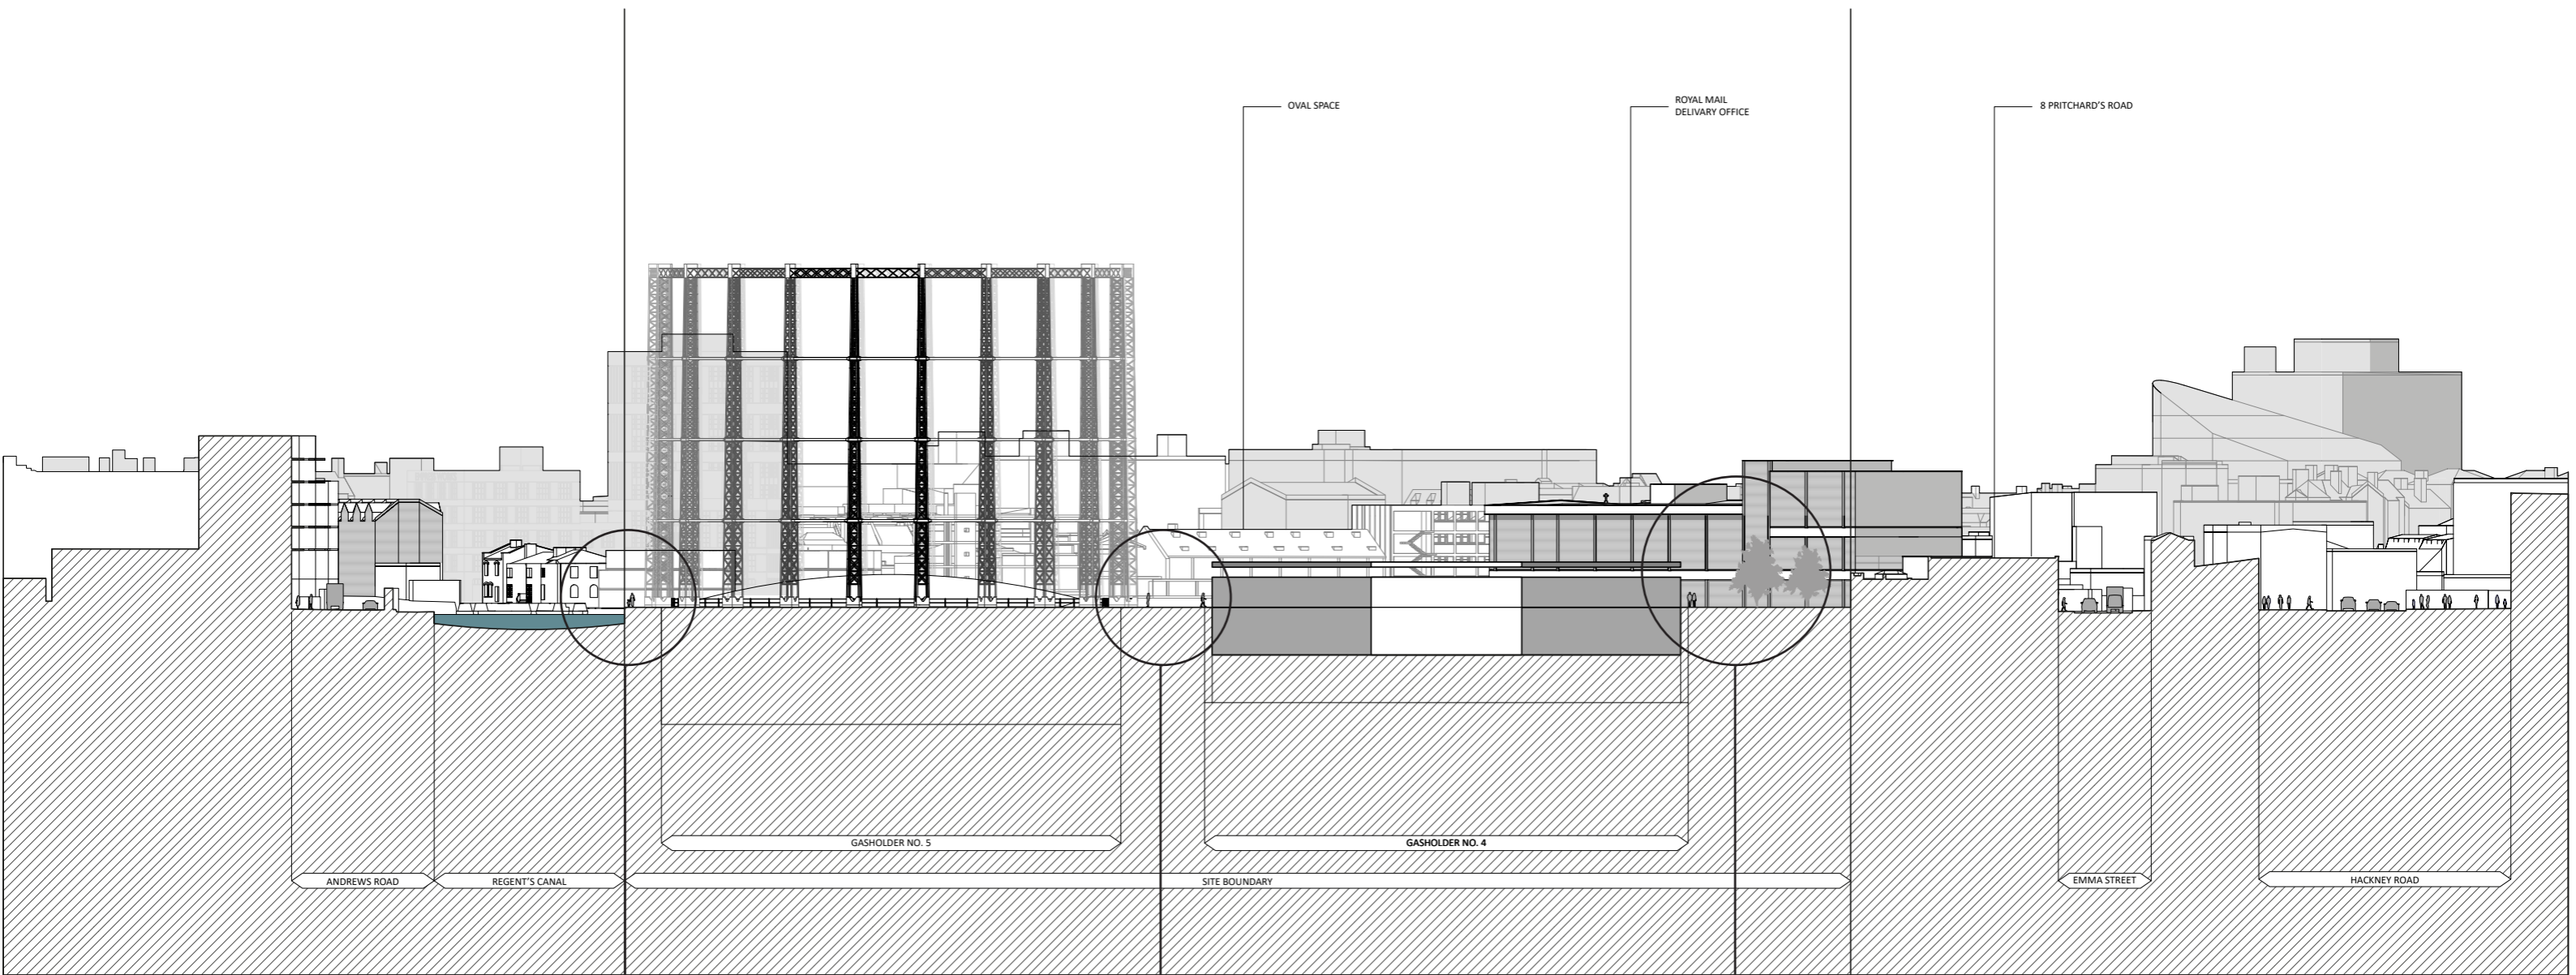 OVAL SPACE
ROYAL MAIL
DELIVARY OFFICE
8 PRITCHARD'S ROAD
GASHOLDER NO. 5
GASHOLDER NO. 4
ANDREWS ROAD
REGENT'S CANAL
SITE BOUNDARY
EMMA STREET
HACKNEY ROAD